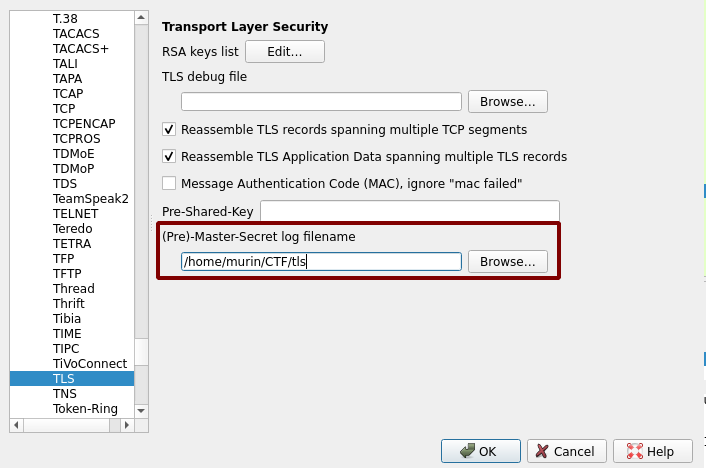 T.38
TACACS
TACACS+
TALI
TAPA
TCAP
TCP
TCPENCAP
TCPROS
TDMoE
TDMoP
TDS
TeamSpeak2
TELNET
Teredo
TETRA
TFP
TFTP
Thread
Thrift
Tibia
TIME
TIPC
TiVoConnect
TLS
TNS
Token-Ring
Transport Layer Security
RSA keys list Edit...
TLS debug file
Browse...
Reassemble TLS records spanning multiple TCP segments
Reassemble TLS Application Data spanning multiple TLS records
Message Authentication Code (MAC), ignore "mac failed"
Pre-Shared-Key
(Pre)-Master-Secret log filename
/home/murin/CTF/tls Browse...
OK Cancel Help